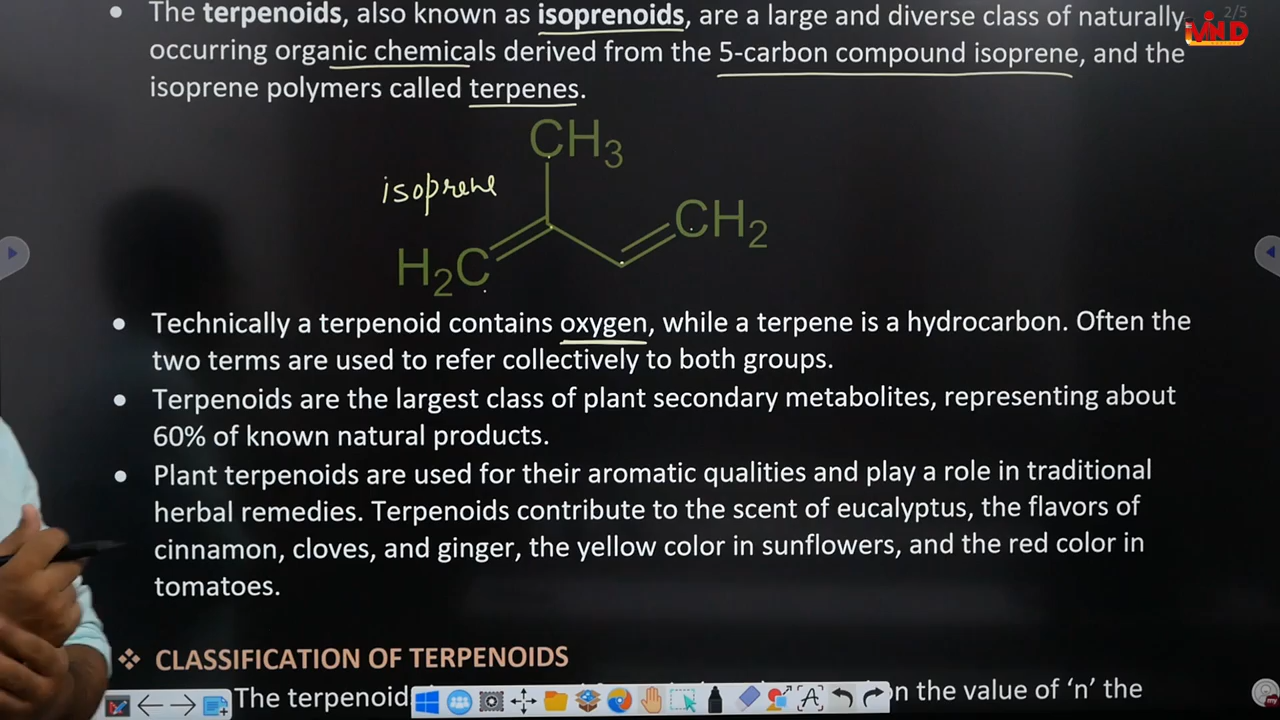 • The terpenoids, also known as isoprenoids, are a large and diverse class of naturally
occurring organic chemicals derived from the 5-carbon compound isoprene, and the
isoprene polymers called terpenes.
2/5
MIND
CH3
isoprene
CH2
H2C
• Technically a terpenoid contains oxygen, while a terpene is a hydrocarbon. Often the
two terms are used to refer collectively to both groups.
• Terpenoids are the largest class of plant secondary metabolites, representing about
60% of known natural products.
• Plant terpenoids are used for their aromatic qualities and play a role in traditional
herbal remedies. Terpenoids contribute to the scent of eucalyptus, the flavors of
cinnamon, cloves, and ginger, the yellow color in sunflowers, and the red color in
tomatoes.
❖ CLASSIFICATION OF TERPENOIDS
The terpenoid on the value of ‘n’ the